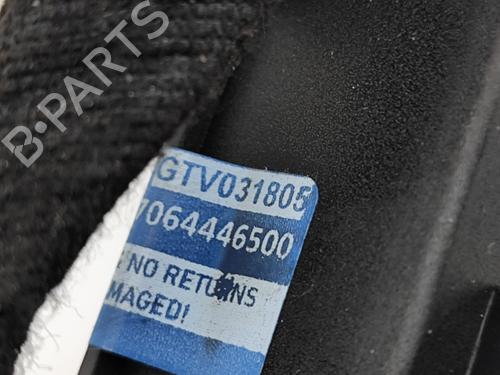 B-PARTS
GTV031805
7064446500
NO RETURNS
MAGED!